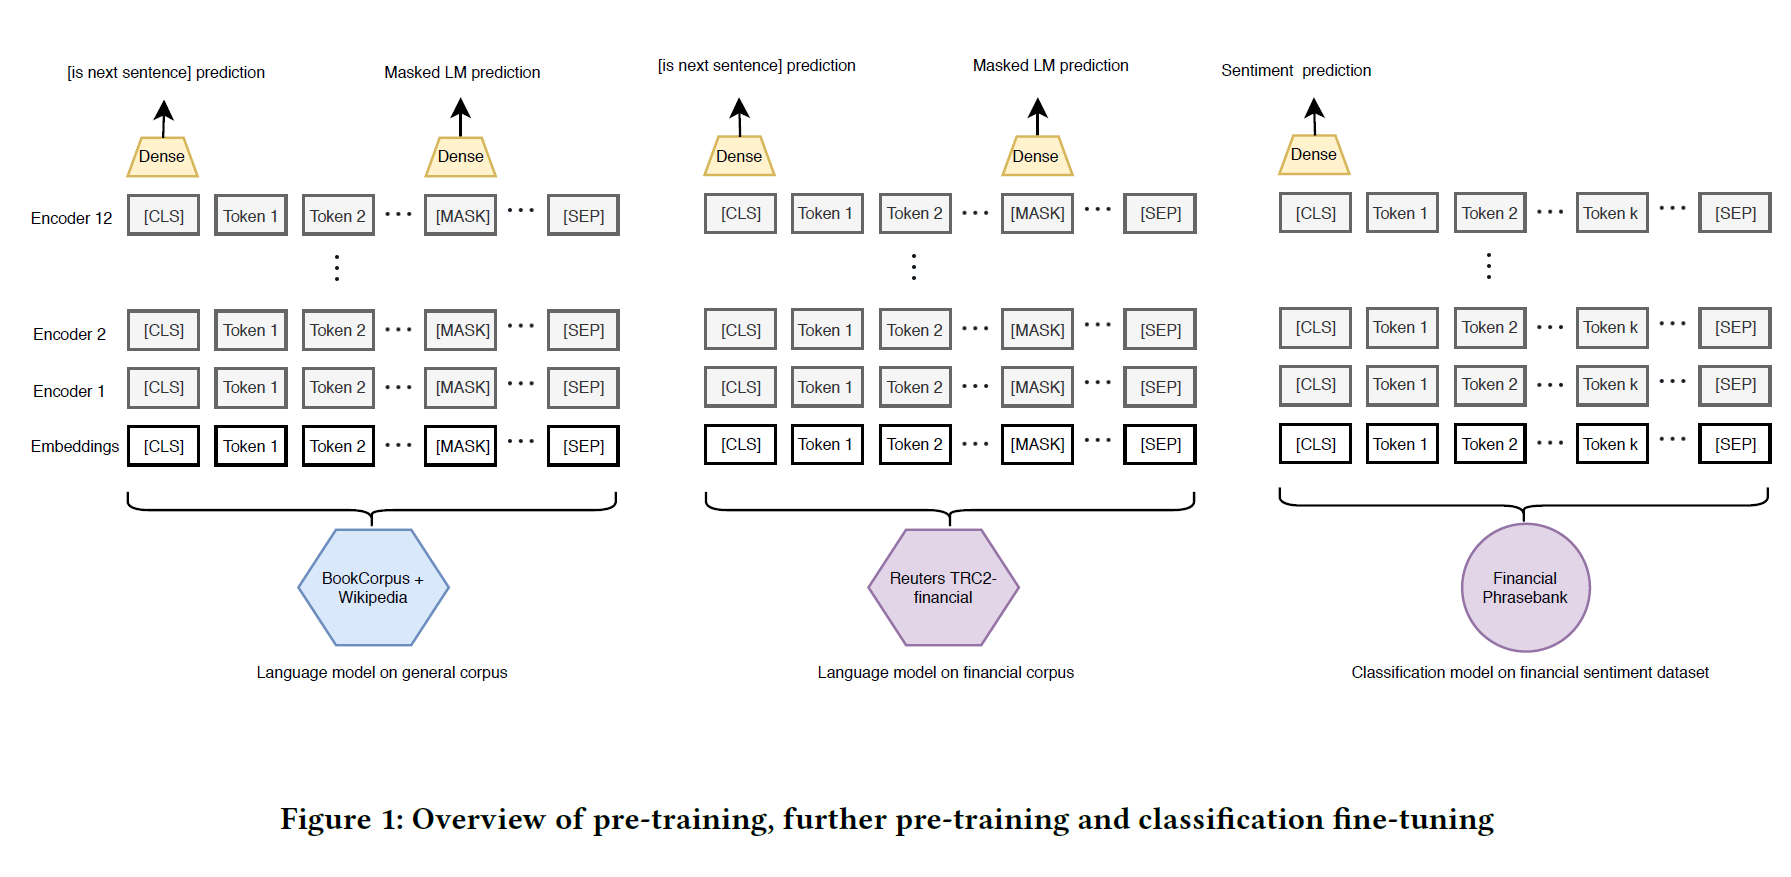 [is next sentence] prediction
Masked LM prediction
Dense
Dense
Encoder 12
[CLS] Token 1 Token 2 ... [MASK] ... [SEP]
Encoder 2
[CLS] Token 1 Token 2 ... [MASK] ... [SEP]
Encoder 1
[CLS] Token 1 Token 2 ... [MASK] ... [SEP]
Embeddings
[CLS] Token 1 Token 2 ... [MASK] ... [SEP]
BookCorpus +
Wikipedia
Language model on general corpus
[is next sentence] prediction
Masked LM prediction
Dense
Dense
[CLS] Token 1 Token 2 ... [MASK] ... [SEP]
[CLS] Token 1 Token 2 ... [MASK] ... [SEP]
[CLS] Token 1 Token 2 ... [MASK] ... [SEP]
[CLS] Token 1 Token 2 ... [MASK] ... [SEP]
Reuters TRC2-
financial
Language model on financial corpus
Sentiment prediction
Dense
[CLS] Token 1 Token 2 ... Token k ... [SEP]
[CLS] Token 1 Token 2 ... Token k ... [SEP]
[CLS] Token 1 Token 2 ... Token k ... [SEP]
[CLS] Token 1 Token 2 ... Token k ... [SEP]
Financial
Phrasebank
Classification model on financial sentiment dataset
Figure 1: Overview of pre-training, further pre-training and classification fine-tuning